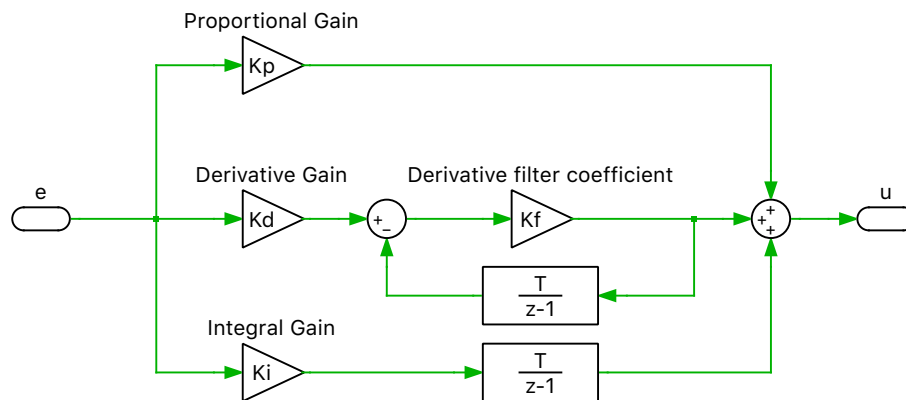 Proportional Gain
Kp
e
Derivative Gain
Kd
+
−
Derivative filter coefficient
Kf
+
+
+
u
T
z-1
Integral Gain
Ki
T
z-1